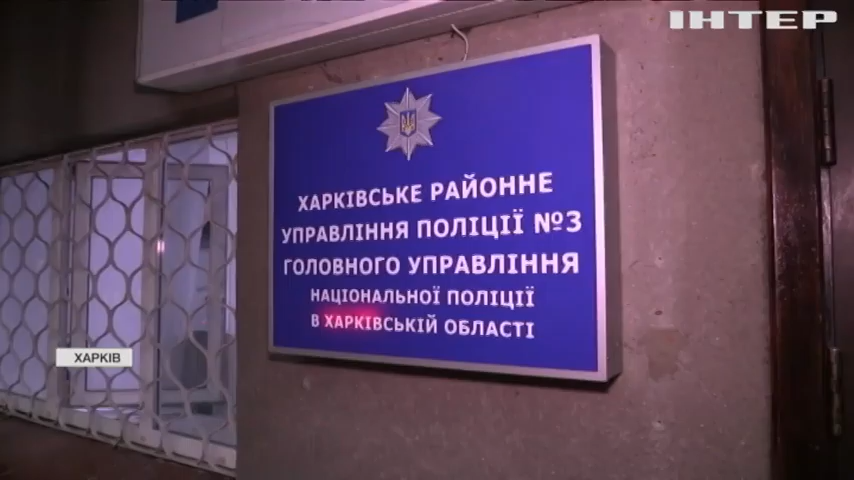 ІНТЕР
ХАРКІВСЬКЕ РАЙОННЕ
УПРАВЛІННЯ ПОЛІЦІЇ №3
ГОЛОВНОГО УПРАВЛІННЯ
НАЦІОНАЛЬНОЇ ПОЛІЦІЇ
В ХАРКІВСЬКІЙ ОБЛАСТІ
ХАРКІВ